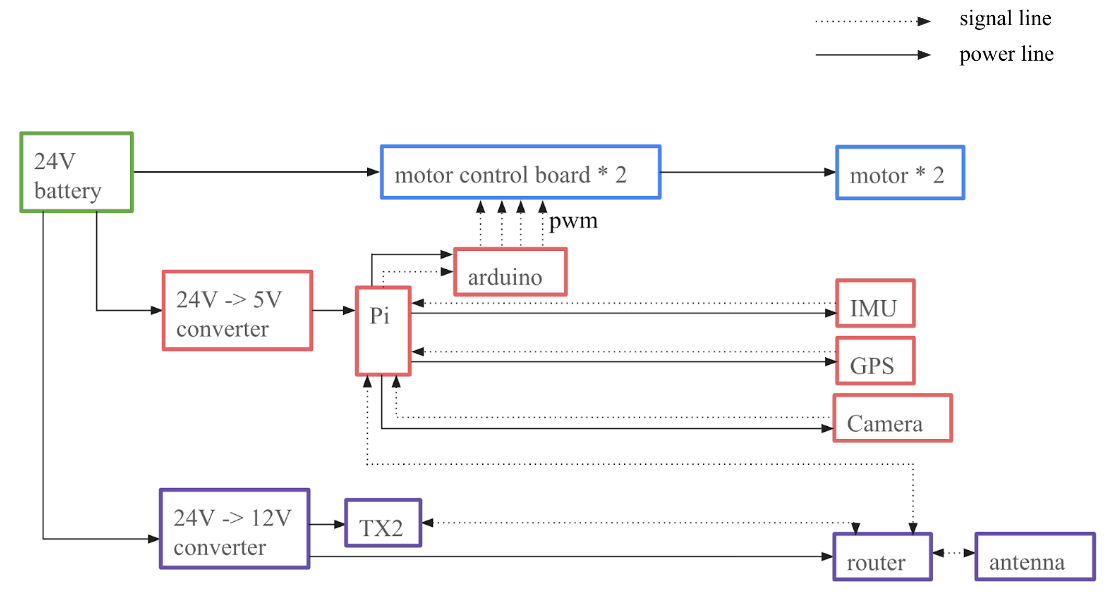 signal line
power line
24V
battery
motor control board * 2
motor * 2
pwm
arduino
24V -> 5V
converter
Pi
IMU
GPS
Camera
24V -> 12V
converter
TX2
router
antenna